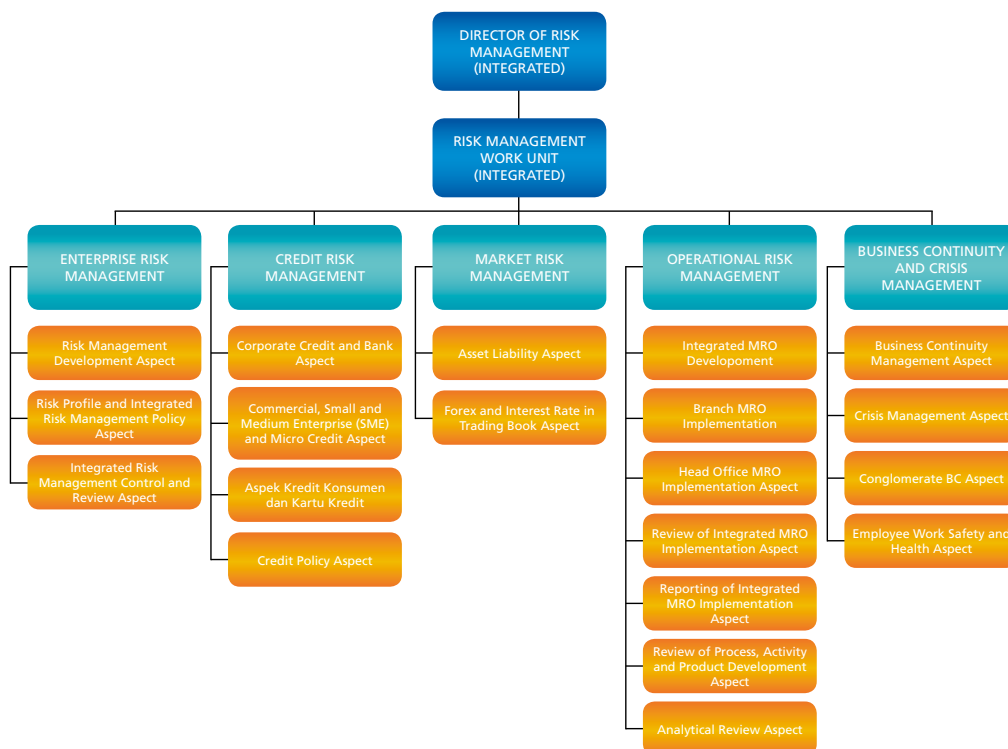 DIRECTOR OF RISK
MANAGEMENT
(INTEGRATED)
RISK MANAGEMENT
WORK UNIT
(INTEGRATED)
ENTERPRISE RISK
MANAGEMENT
Risk Management
Development Aspect
Risk Profile and Integrated
Risk Management Policy
Aspect
Integrated Risk
Management Control and
Review Aspect
CREDIT RISK
MANAGEMENT
Corporate Credit and Bank
Aspect
Commercial, Small and
Medium Enterprise (SME)
and Micro Credit Aspect
Aspek Kredit Konsumen
dan Kartu Kredit
Credit Policy Aspect
MARKET RISK
MANAGEMENT
Asset Liability Aspect
Forex and Interest Rate in
Trading Book Aspect
OPERATIONAL RISK
MANAGEMENT
Integrated MRO
Developoment
Branch MRO
Implementation
Head Office MRO
Implementation Aspect
Review of Integrated MRO
Implementation Aspect
Reporting of Integrated
MRO Implementation
Aspect
Review of Process, Activity
and Product Development
Aspect
Analytical Review Aspect
BUSINESS CONTINUITY
AND CRISIS
MANAGEMENT
Business Continuity
Management Aspect
Crisis Management Aspect
Conglomerate BC Aspect
Employee Work Safety and
Health Aspect